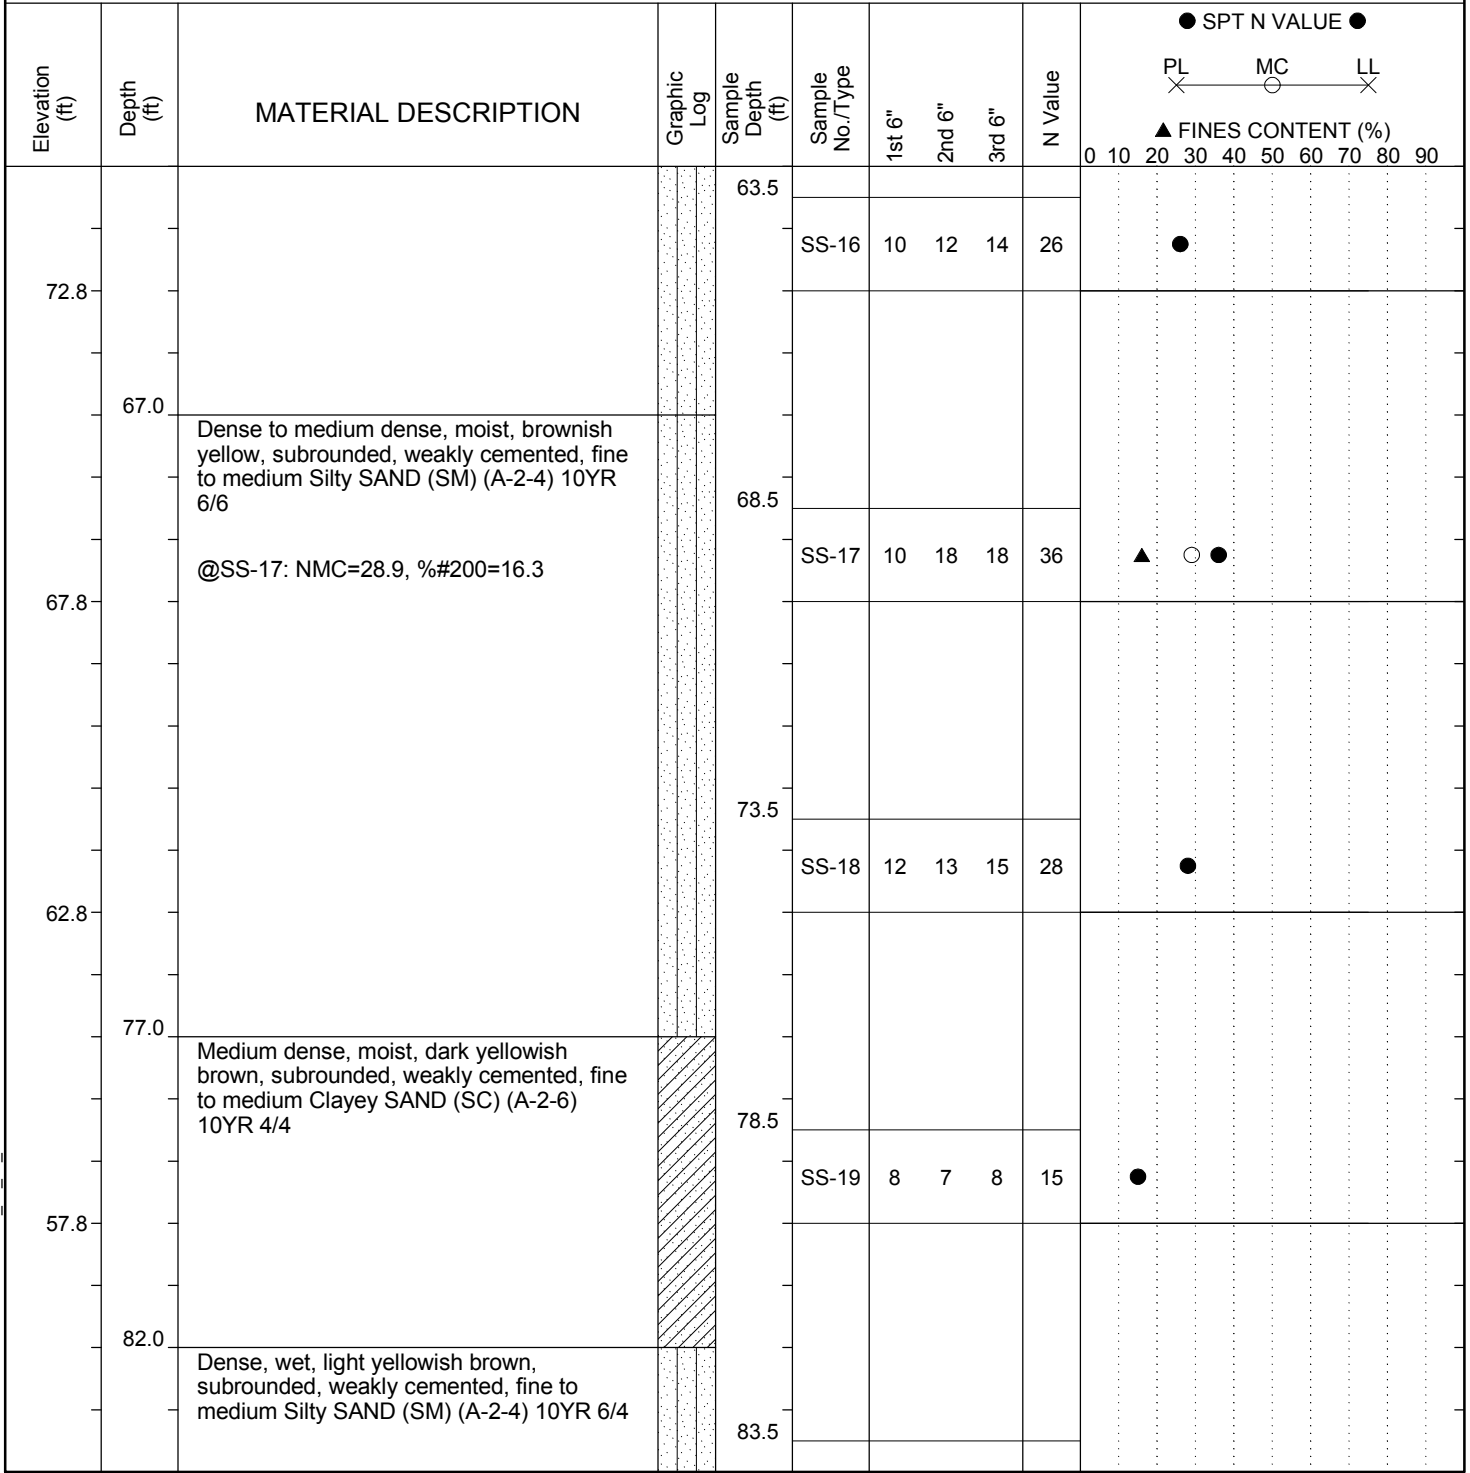 ● SPT N VALUE ●
PL MC LL
▲ FINES CONTENT (%)
0 10 20 30 40 50 60 70 80 90
Elevation
(ft)
Depth
(ft)
MATERIAL DESCRIPTION
Graphic
Log
Sample
Depth
(ft)
Sample
No./Type
1st 6"
2nd 6"
3rd 6"
N Value
63.5
SS-16 10 12 14 26
72.8
67.0
Dense to medium dense, moist, brownish
yellow, subrounded, weakly cemented, fine
to medium Silty SAND (SM) (A-2-4) 10YR
6/6
68.5
@SS-17: NMC=28.9, %#200=16.3
SS-17 10 18 18 36
67.8
73.5
SS-18 12 13 15 28
62.8
77.0
Medium dense, moist, dark yellowish
brown, subrounded, weakly cemented, fine
to medium Clayey SAND (SC) (A-2-6)
10YR 4/4
78.5
SS-19 8 7 8 15
57.8
82.0
Dense, wet, light yellowish brown,
subrounded, weakly cemented, fine to
medium Silty SAND (SM) (A-2-4) 10YR 6/4
83.5